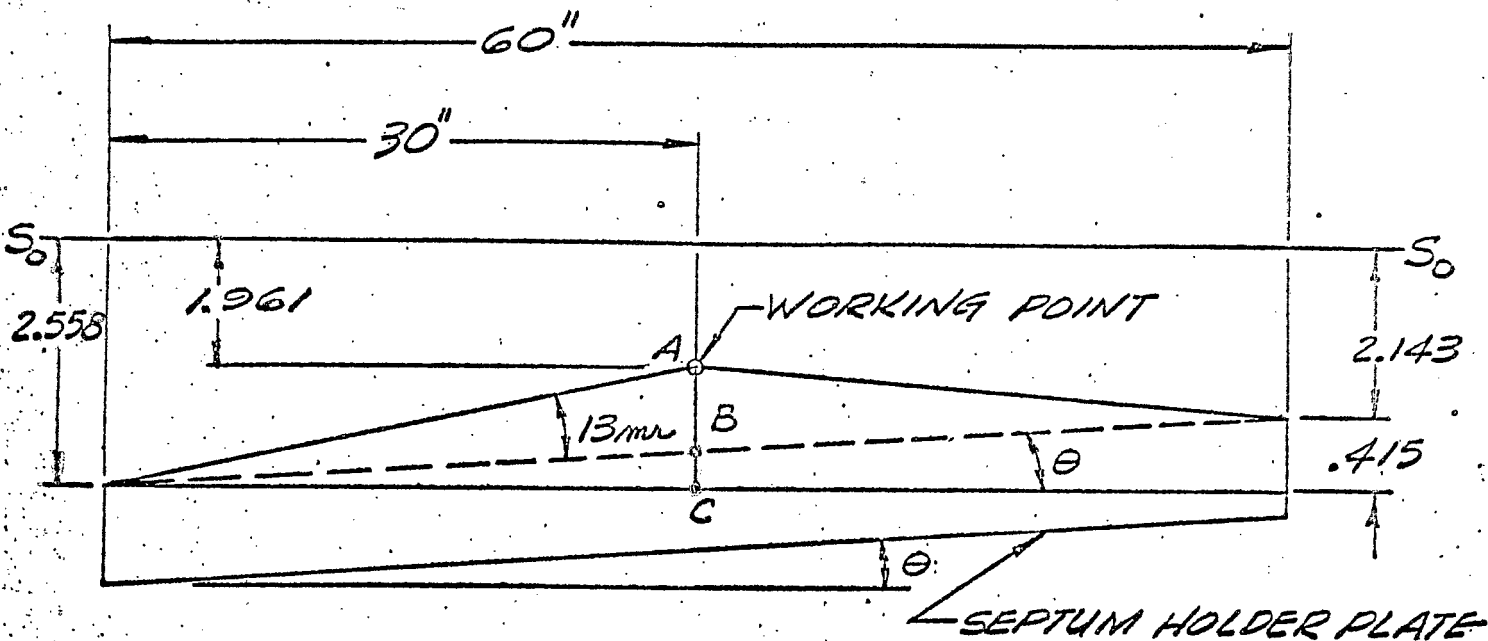 60"
30"
S₀
S₀
2.558
1.961
WORKING POINT
A
2.143
13mr
B
θ
.415
C
θ
SEPTUM HOLDER PLATE